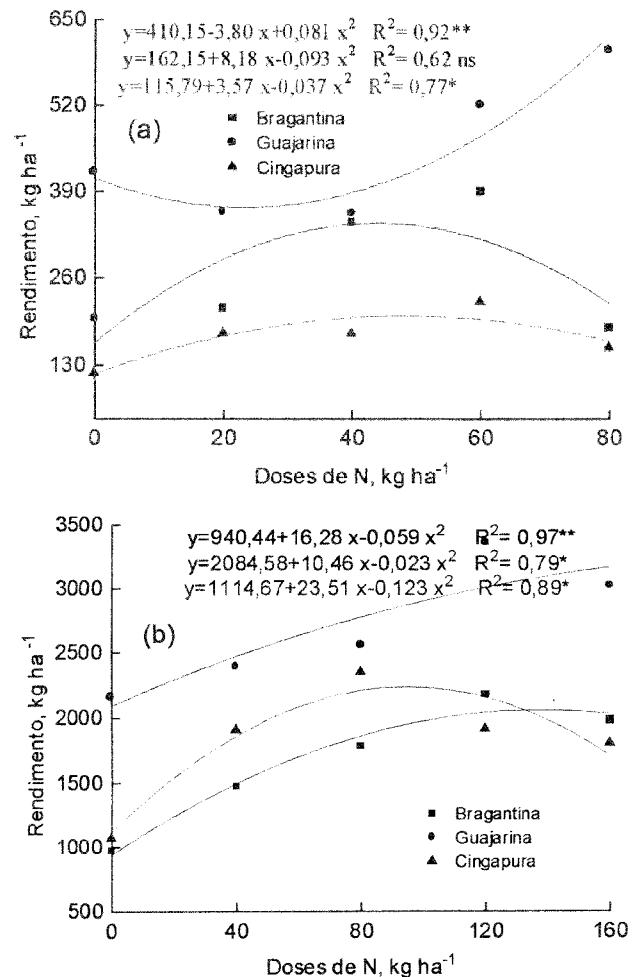 650
520
390
260
130
Rendimento, kg ha⁻¹
y=410,15-3,80 x+0,081 x² R²= 0,92**
y=162,15+8,18 x-0,093 x² R²= 0,62 ns
y=115,79+3,57 x-0,037 x² R²= 0,77*
(a)
Bragantina
Guajarina
Cingapura
0 20 40 60 80
Doses de N, kg ha⁻¹
3500
3000
2500
2000
1500
1000
500
Rendimento, kg ha⁻¹
y=940,44+16,28 x-0,059 x² R²= 0,97**
y=2084,58+10,46 x-0,023 x² R²= 0,79*
y=1114,67+23,51 x-0,123 x² R²= 0,89*
(b)
Bragantina
Guajarina
Cingapura
0 40 80 120 160
Doses de N, kg ha⁻¹